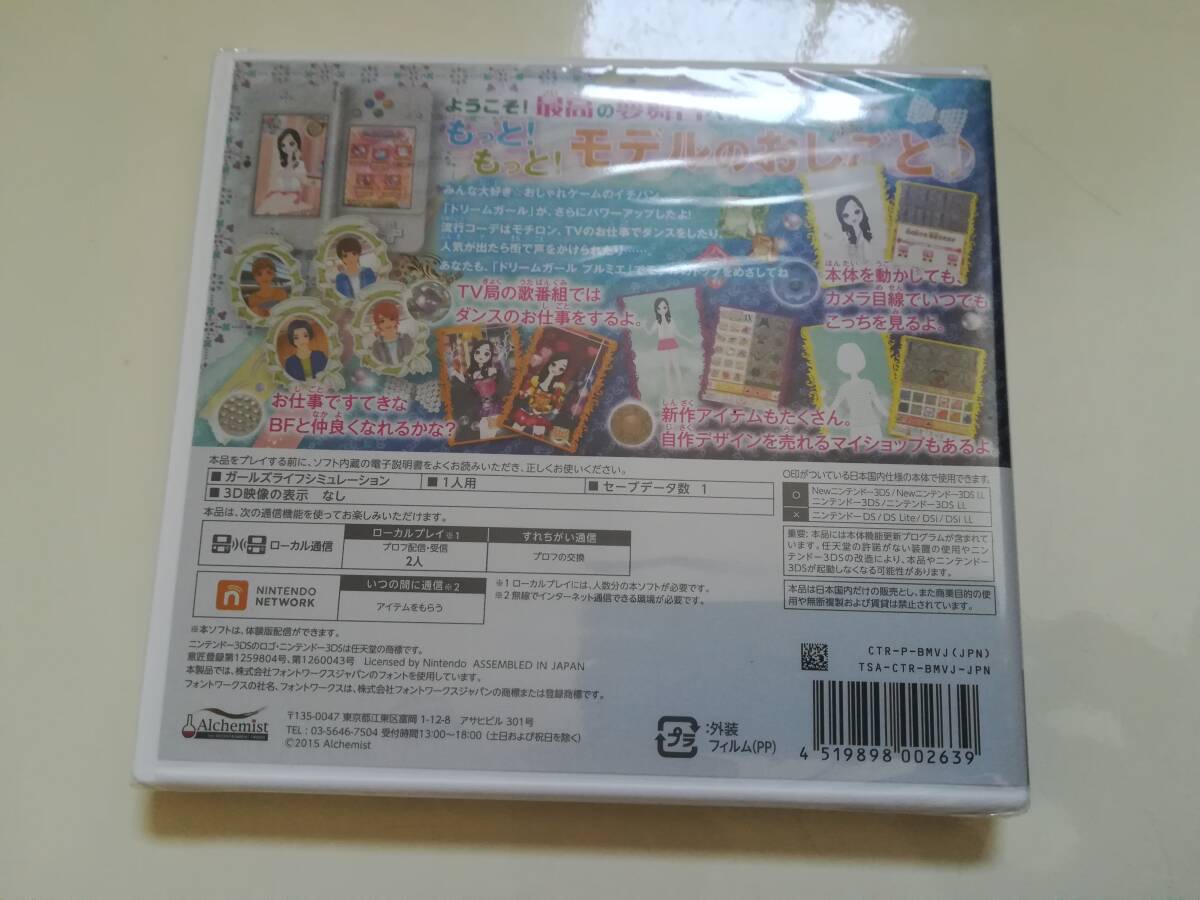 ようこそ! 最高の夢舞台へ
もっと!
もっと! モデルのおしごと♪
みんな大好き☆おしゃれゲームのイチバン
「ドリームガール」が、さらにパワーアップしたよ!
流行コーデはモチロン、TVのお仕事でダンスをしたり、
人気が出たら街で声をかけられたり……
あなたも、「ドリームガール プルミエ」で
トップをめざしてね
TV局の歌番組では
ダンスのお仕事をするよ。
本体を動かしても、
カメラ目線でいつでも
こっちを見るよ。
お仕事ですてきな
BFと仲良くなれるかな?
新作アイテムもたくさん。
自作デザインを売れるマイショップもあるよ
本品をプレイする前に、ソフト内蔵の電子説明書をよくお読みいただき、正しくお使いください。
■ ガールズライフシミュレーション
■ 1人用
■ セーブデータ数 1
■ 3D映像の表示 なし
本品は、次の通信機能を使ってお楽しみいただけます。
ローカル通信
ローカルプレイ※1
プロフ配信・受信
2人
すれちがい通信
プロフの交換
NINTENDO
NETWORK
いつの間に通信※2
アイテムをもらう
※1 ローカルプレイには、人数分の本ソフトが必要です。
※2 無線でインターネット通信できる環境が必要です。
○印がついている日本国内仕様の本体で使用できます。
○ Newニンテンドー3DS/Newニンテンドー3DS LL
ニンテンドー3DS/ニンテンドー3DS LL
× ニンテンドーDS/DS Lite/DSi/DSi LL
重要: 本品には本体機能更新プログラムが含まれて
います。任天堂の許諾がない装置の使用やニン
テンドー3DSの改造により、本品やニンテンドー
3DSが起動しなくなる可能性があります。
本品は日本国内だけの販売とし、また商業目的の使
用や無断複製および賃貸は禁止されています。
※本ソフトは、体験版配信ができます。
ニンテンドー3DSのロゴ・ニンテンドー3DSは任天堂の商標です。
意匠登録第1259804号、第1260043号 Licensed by Nintendo ASSEMBLED IN JAPAN
本製品では、株式会社フォントワークスジャパンのフォントを使用しています。
フォントワークスの社名、フォントワークスは、株式会社フォントワークスジャパンの商標または登録商標です。
Alchemist
〒135-0047 東京都江東区富岡 1-12-8 アサヒビル 301号
TEL : 03-5646-7504 受付時間13:00〜18:00 (土日および祝日を除く)
©2015 Alchemist
プラ
:外装
フィルム(PP)
CTR-P-BMVJ(JPN)
TSA-CTR-BMVJ-JPN
4 519898 002639